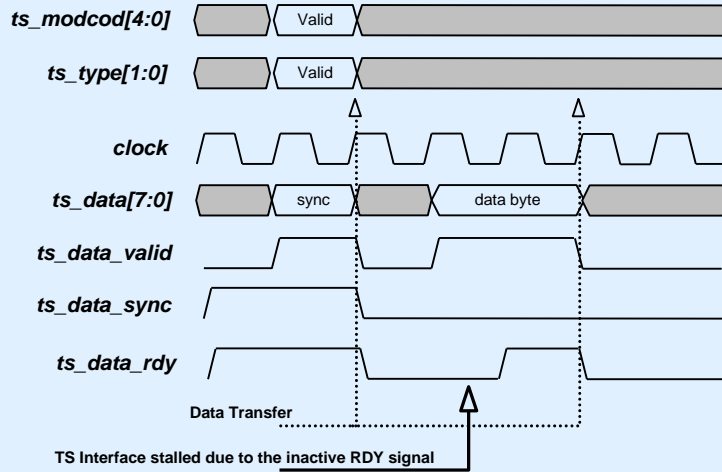 ts_modcod[4:0]
Valid
ts_type[1:0]
Valid
clock
ts_data[7:0]
sync
data byte
ts_data_valid
ts_data_sync
ts_data_rdy
Data Transfer
TS Interface stalled due to the inactive RDY signal